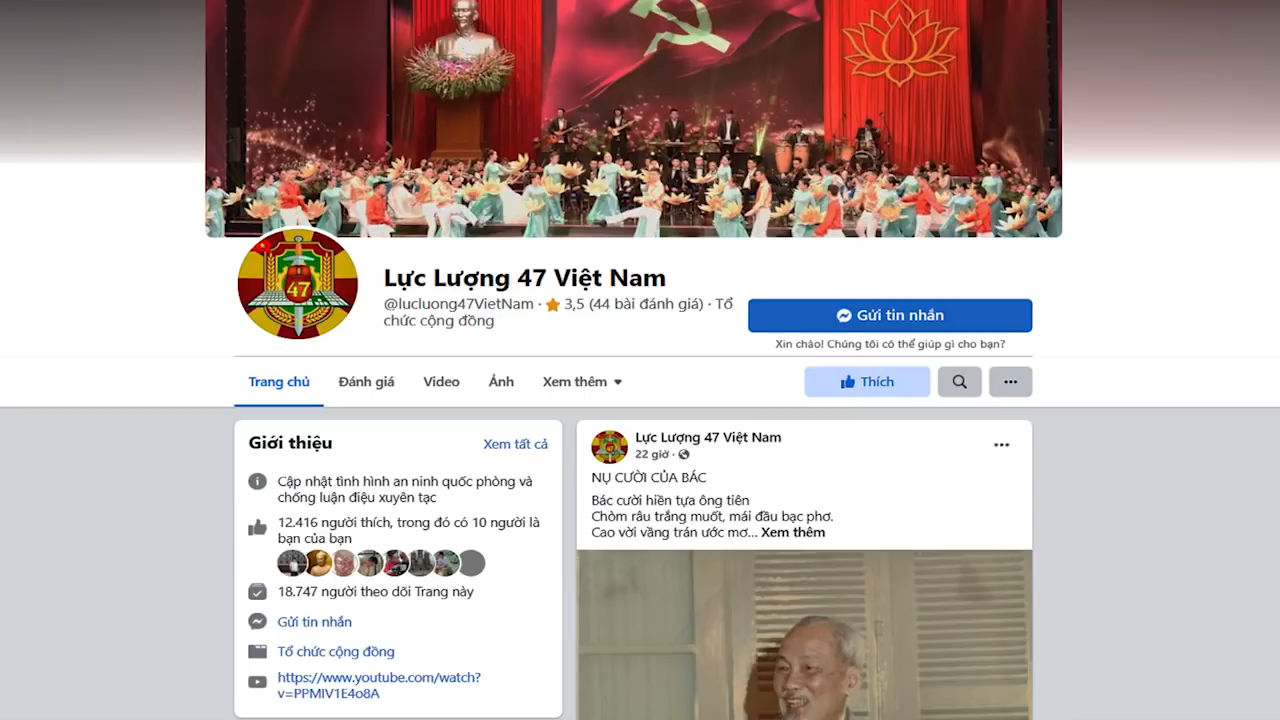 47
Lực Lượng 47 Việt Nam
@lucluong47VietNam · 3,5 (44 bài đánh giá) · Tổ
chức cộng đồng
Gửi tin nhắn
Xin chào! Chúng tôi có thể giúp gì cho bạn?
Trang chủ
Đánh giá
Video
Ảnh
Xem thêm
Thích
Giới thiệu
Xem tất cả
Cập nhật tình hình an ninh quốc phòng và
chống luận điệu xuyên tạc
12.416 người thích, trong đó có 10 người là
bạn của bạn
18.747 người theo dõi Trang này
Gửi tin nhắn
Tổ chức cộng đồng
https://www.youtube.com/watch?
v=PPMIV1E4o8A
Lực Lượng 47 Việt Nam
22 giờ ·
NỤ CƯỜI CỦA BÁC
Bác cười hiền tựa ông tiên
Chòm râu trắng muốt, mái đầu bạc phơ.
Cao vời vầng trán ước mơ... Xem thêm